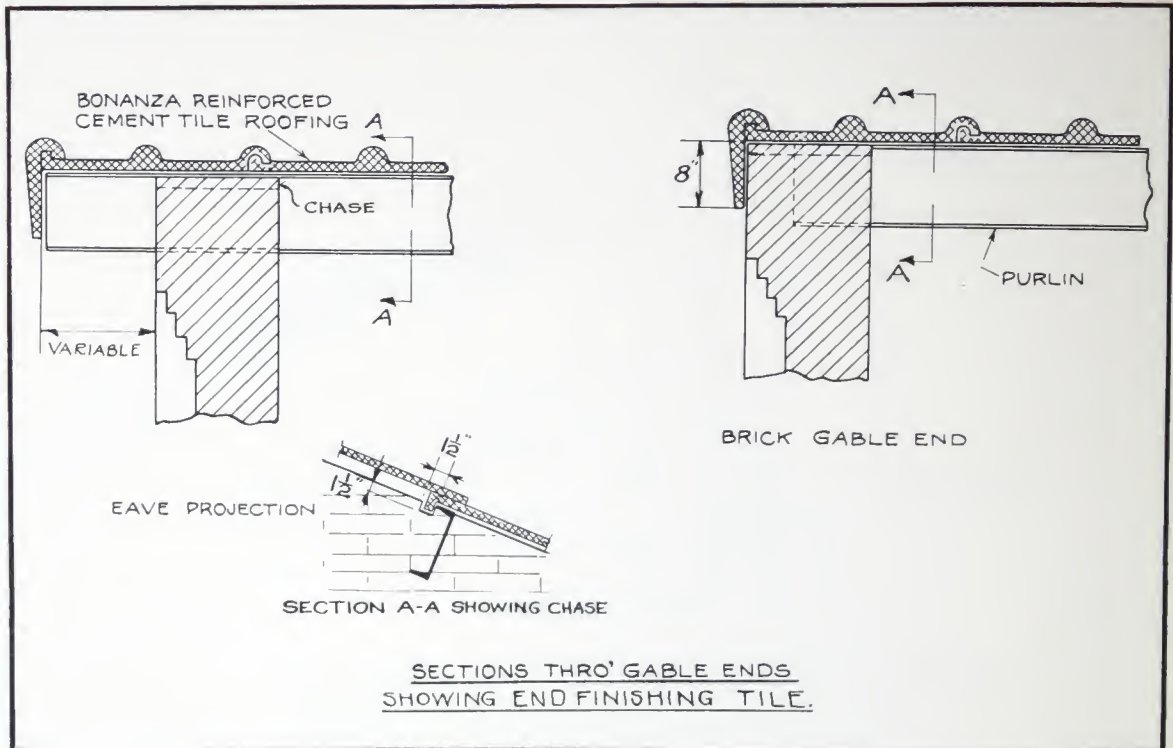 BONANZA REINFORCED
CEMENT TILE ROOFING
A
CHASE
A
VARIABLE
EAVE PROJECTION
A
8"
A
PURLIN
BRICK GABLE END
1½"
1½"
SECTION A-A SHOWING CHASE
SECTIONS THRO' GABLE ENDS
SHOWING END FINISHING TILE.